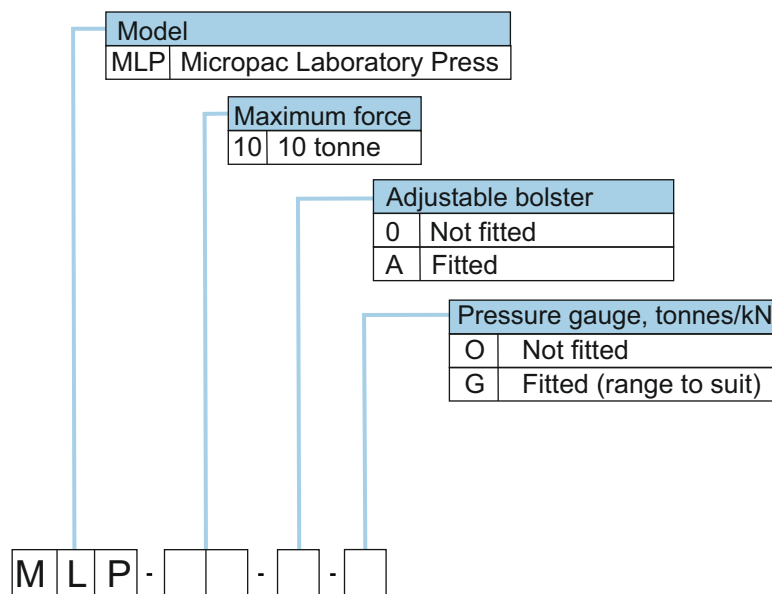 Model
MLP Micropac Laboratory Press
Maximum force
10 10 tonne
Adjustable bolster
0 Not fitted
A Fitted
Pressure gauge, tonnes/kN
O Not fitted
G Fitted (range to suit)
M L P - - -